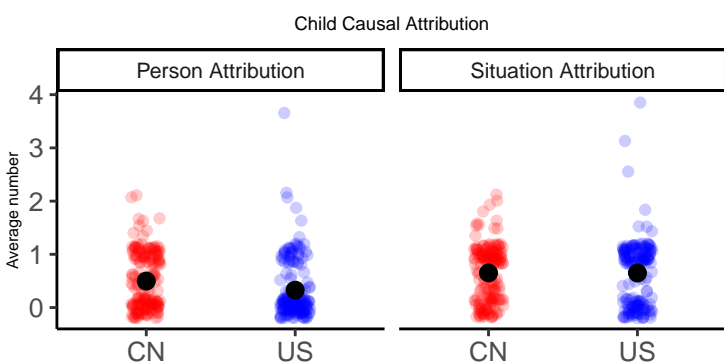 Child Causal Attribution
Person Attribution
Situation Attribution
Average number
4
3
2
1
0
CN
US
CN
US